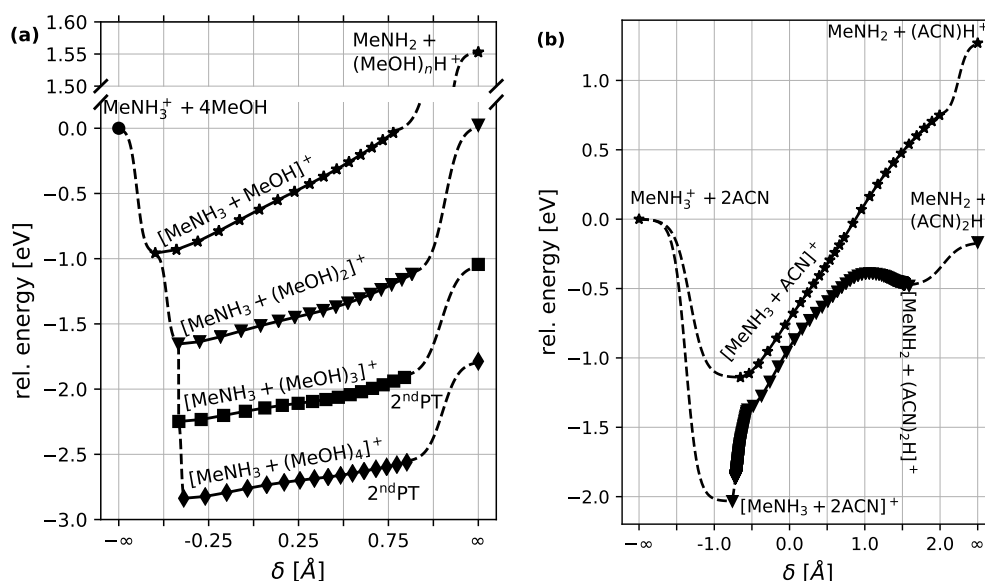 (a)
1.60
1.55
1.50
0.0
−0.5
−1.0
−1.5
−2.0
−2.5
−3.0
rel. energy [eV]
MeNH₂ +
(MeOH)ₙH⁺
MeNH₃⁺ + 4MeOH
[MeNH₃ + MeOH]⁺
[MeNH₃ + (MeOH)₂]⁺
[MeNH₃ + (MeOH)₃]⁺
2ⁿᵈPT
[MeNH₃ + (MeOH)₄]⁺
2ⁿᵈPT
−∞ -0.25 0.25 0.75 ∞
δ [Å]
(b)
1.0
0.5
0.0
−0.5
−1.0
−1.5
−2.0
rel. energy [eV]
MeNH₂ + (ACN)H⁺
MeNH₃⁺ + 2ACN
MeNH₂ +
(ACN)₂H⁺
[MeNH₃ + ACN]⁺
[MeNH₂ + (ACN)₂H]⁺
[MeNH₃ + 2ACN]⁺
−∞ -1.0 0.0 1.0 2.0 ∞
δ [Å]